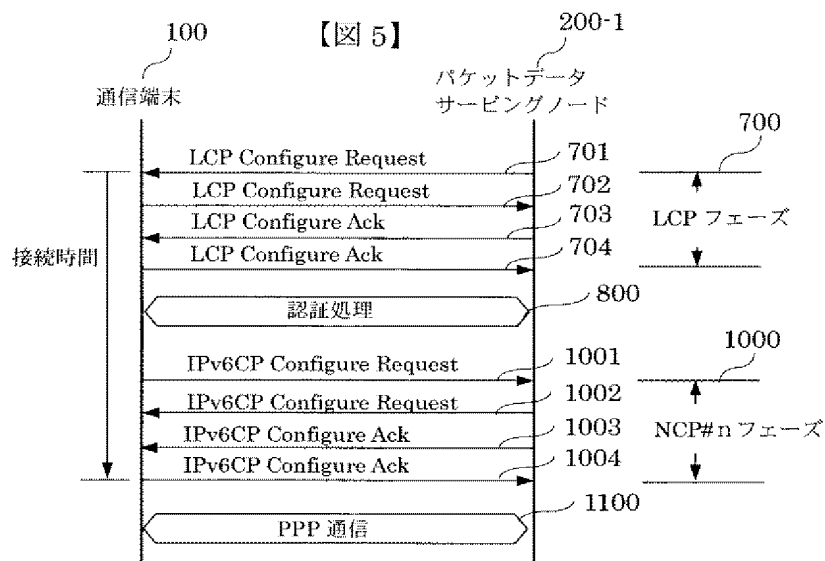 【図5】
100
通信端末
200-1
パケットデータ
サービングノード
LCP Configure Request
701
700
LCP Configure Request
702
LCP Configure Ack
703
LCP フェーズ
LCP Configure Ack
704
接続時間
認証処理
800
IPv6CP Configure Request
1001
1000
IPv6CP Configure Request
1002
IPv6CP Configure Ack
1003
NCP#nフェーズ
IPv6CP Configure Ack
1004
PPP 通信
1100